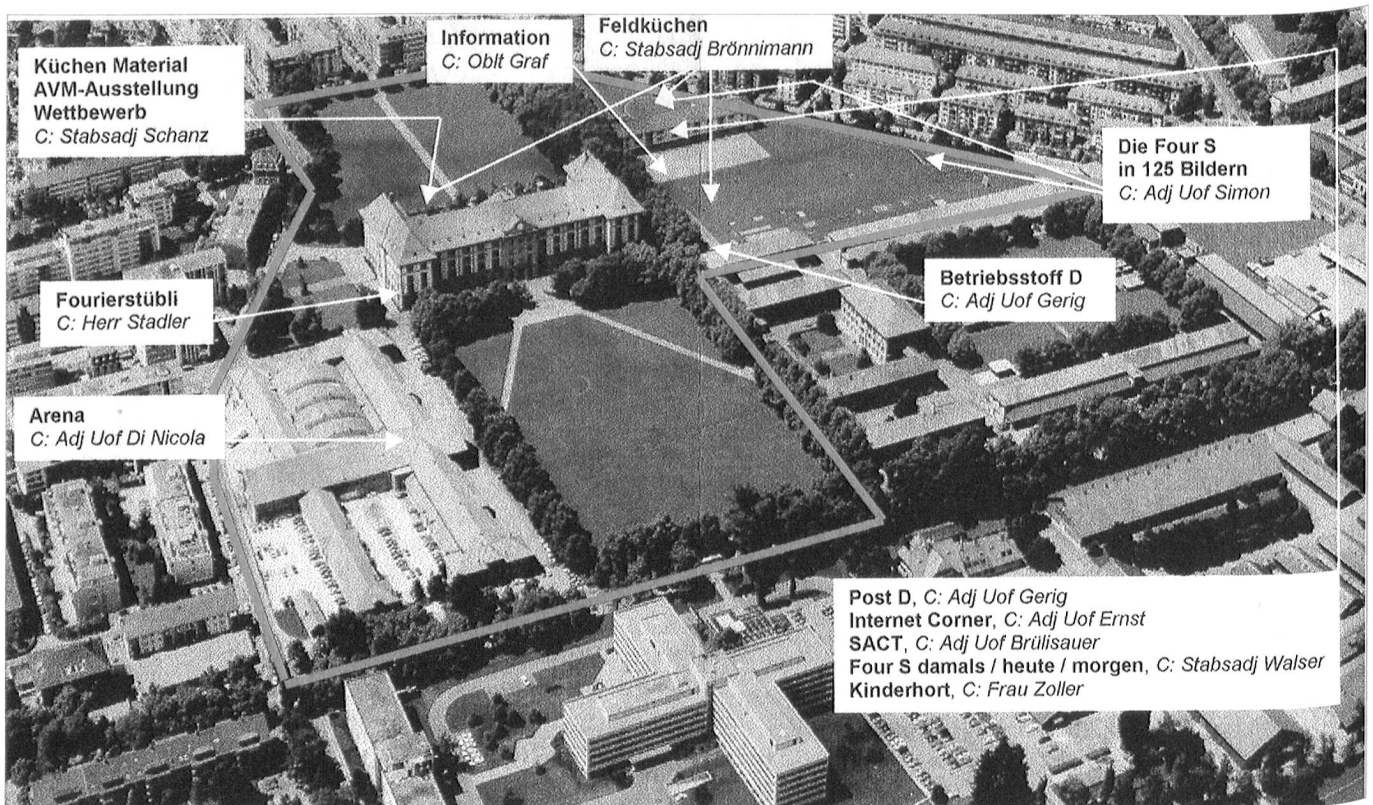 Küchen Material
AVM-Ausstellung
Wettbewerb
C: Stabsadj Schanz
Information
C: Oblt Graf
Feldküchen
C: Stabsadj Brönnimann
Die Four S
in 125 Bildern
C: Adj Uof Simon
Betriebsstoff D
C: Adj Uof Gerig
Fourierstübli
C: Herr Stadler
Arena
C: Adj Uof Di Nicola
Post D, C: Adj Uof Gerig
Internet Corner, C: Adj Uof Ernst
SACT, C: Adj Uof Brülisauer
Four S damals / heute / morgen, C: Stabsadj Walser
Kinderhort, C: Frau Zoller